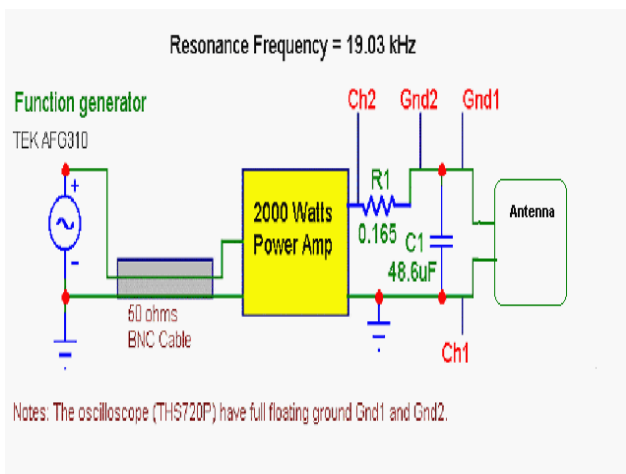 Resonance Frequency = 19.03 kHz
Function generator
TEK AFG310
Ch2 Gnd2 Gnd1
+
-
R1
0.165
C1
48.6uF
2000 Watts
Power Amp
Antenna
50 ohms
BNC Cable
Ch1
Notes: The oscilloscope (THS720P) have full floating ground Gnd1 and Gnd2.